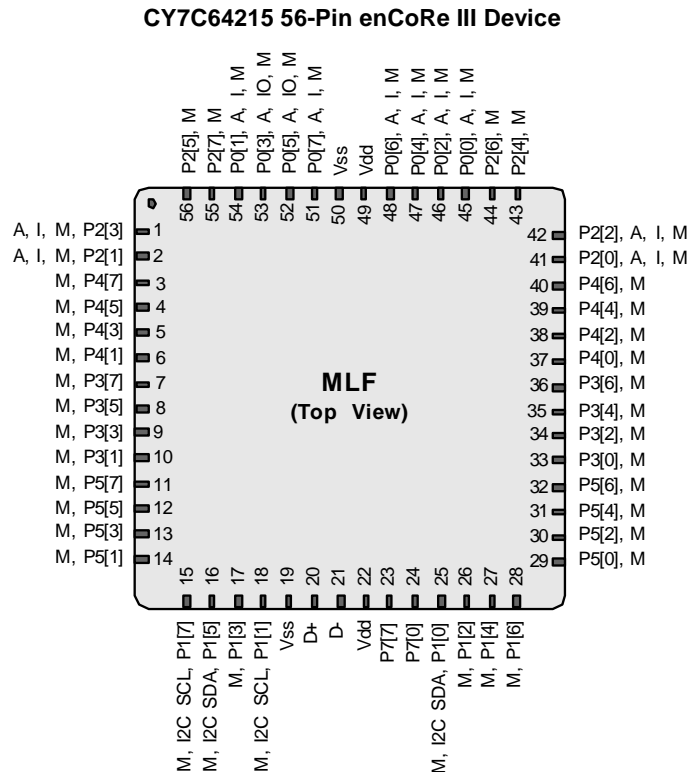 CY7C64215 56-Pin enCoRe III Device
P2[5], M
P2[7], M
P0[1], A, I, M
P0[3], A, IO, M
P0[5], A, IO, M
P0[7], A, I, M
Vss
Vdd
P0[6], A, I, M
P0[4], A, I, M
P0[2], A, I, M
P0[0], A, I, M
P2[6], M
P2[4], M
56
55
54
53
52
51
50
49
48
47
46
45
44
43
A, I, M, P2[3] 1
A, I, M, P2[1] 2
M, P4[7] 3
M, P4[5] 4
M, P4[3] 5
M, P4[1] 6
M, P3[7] 7
M, P3[5] 8
M, P3[3] 9
M, P3[1] 10
M, P5[7] 11
M, P5[5] 12
M, P5[3] 13
M, P5[1] 14
MLF
(Top View)
42 P2[2], A, I, M
41 P2[0], A, I, M
40 P4[6], M
39 P4[4], M
38 P4[2], M
37 P4[0], M
36 P3[6], M
35 P3[4], M
34 P3[2], M
33 P3[0], M
32 P5[6], M
31 P5[4], M
30 P5[2], M
29 P5[0], M
15
16
17
18
19
20
21
22
23
24
25
26
27
28
M, I2C SCL, P1[7]
M, I2C SDA, P1[5]
M, P1[3]
M, I2C SCL, P1[1]
Vss
D+
D-
Vdd
P7[7]
P7[0]
M, I2C SDA, P1[0]
M, P1[2]
M, P1[4]
M, P1[6]